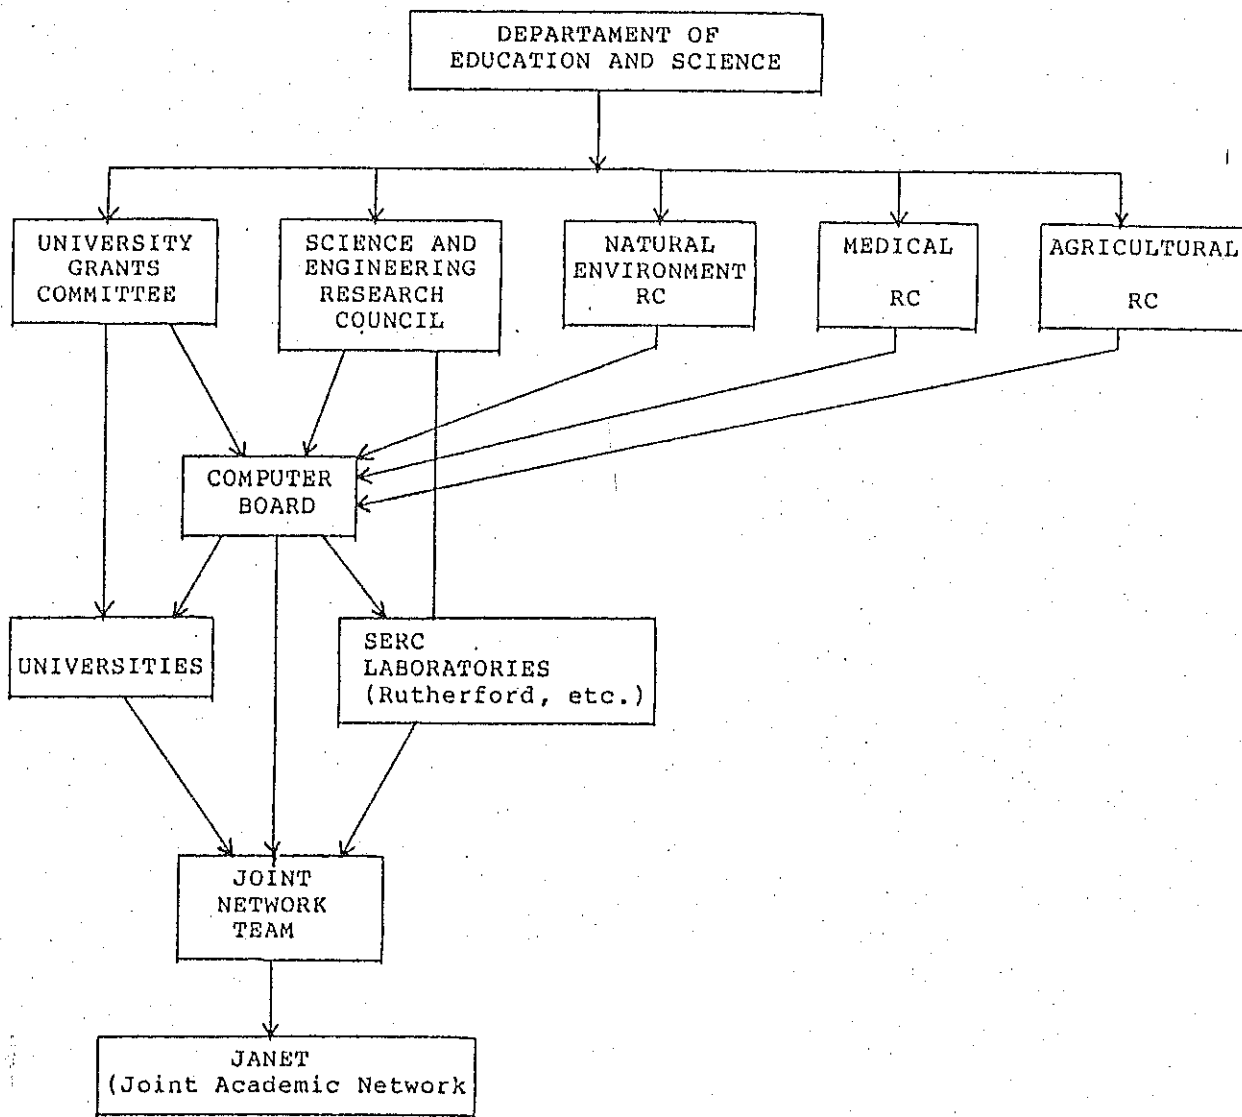 DEPARTAMENT OF
EDUCATION AND SCIENCE
UNIVERSITY
GRANTS
COMMITTEE
SCIENCE AND
ENGINEERING
RESEARCH
COUNCIL
NATURAL
ENVIRONMENT
RC
MEDICAL
RC
AGRICULTURAL
RC
COMPUTER
BOARD
UNIVERSITIES
SERC
LABORATORIES
(Rutherford, etc.)
JOINT
NETWORK
TEAM
JANET
(Joint Academic Network